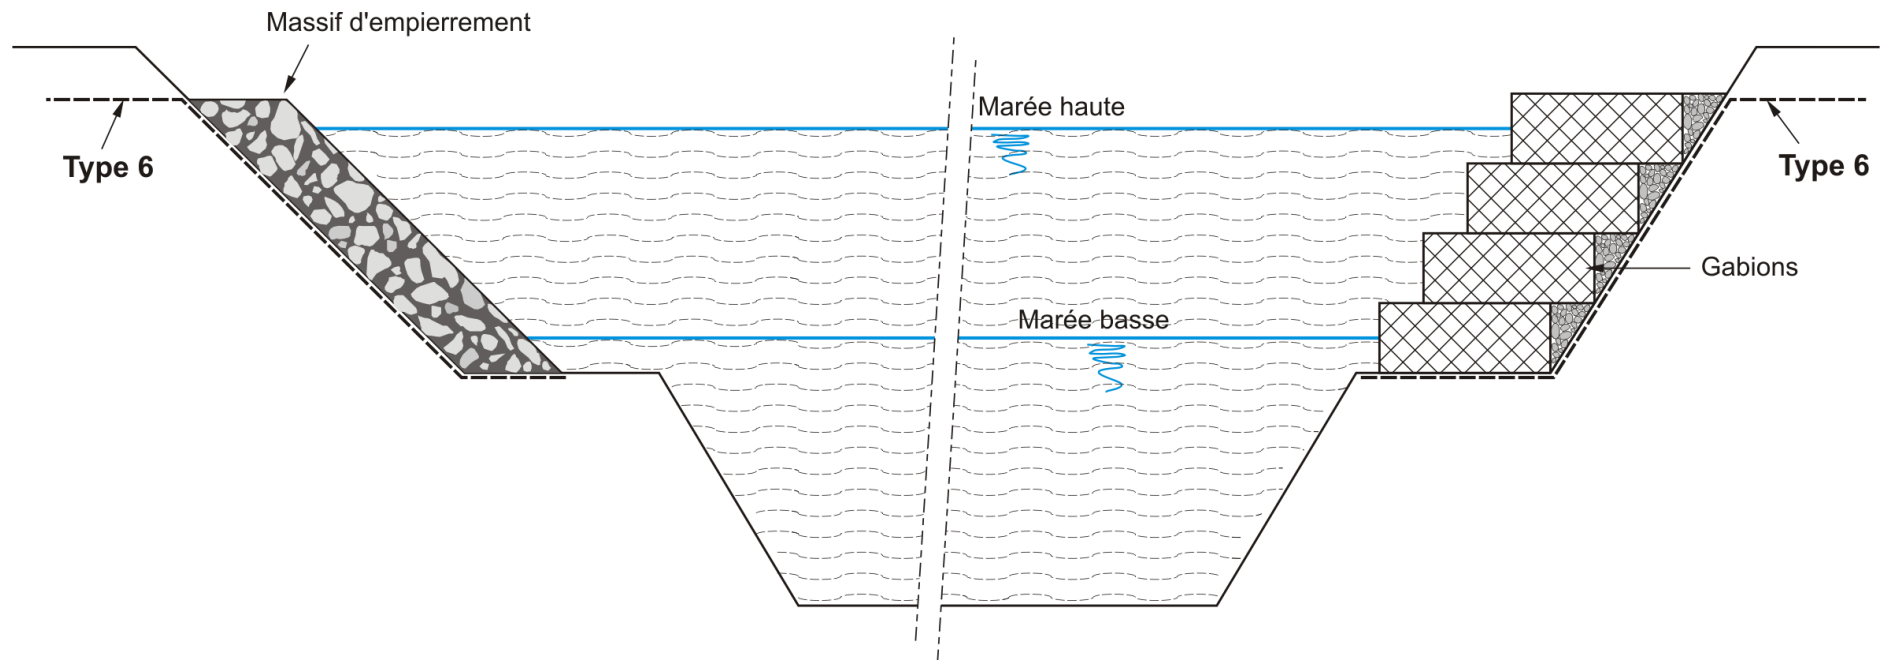 Massif d'empierrement
Marée haute
Type 6
Type 6
Gabions
Marée basse